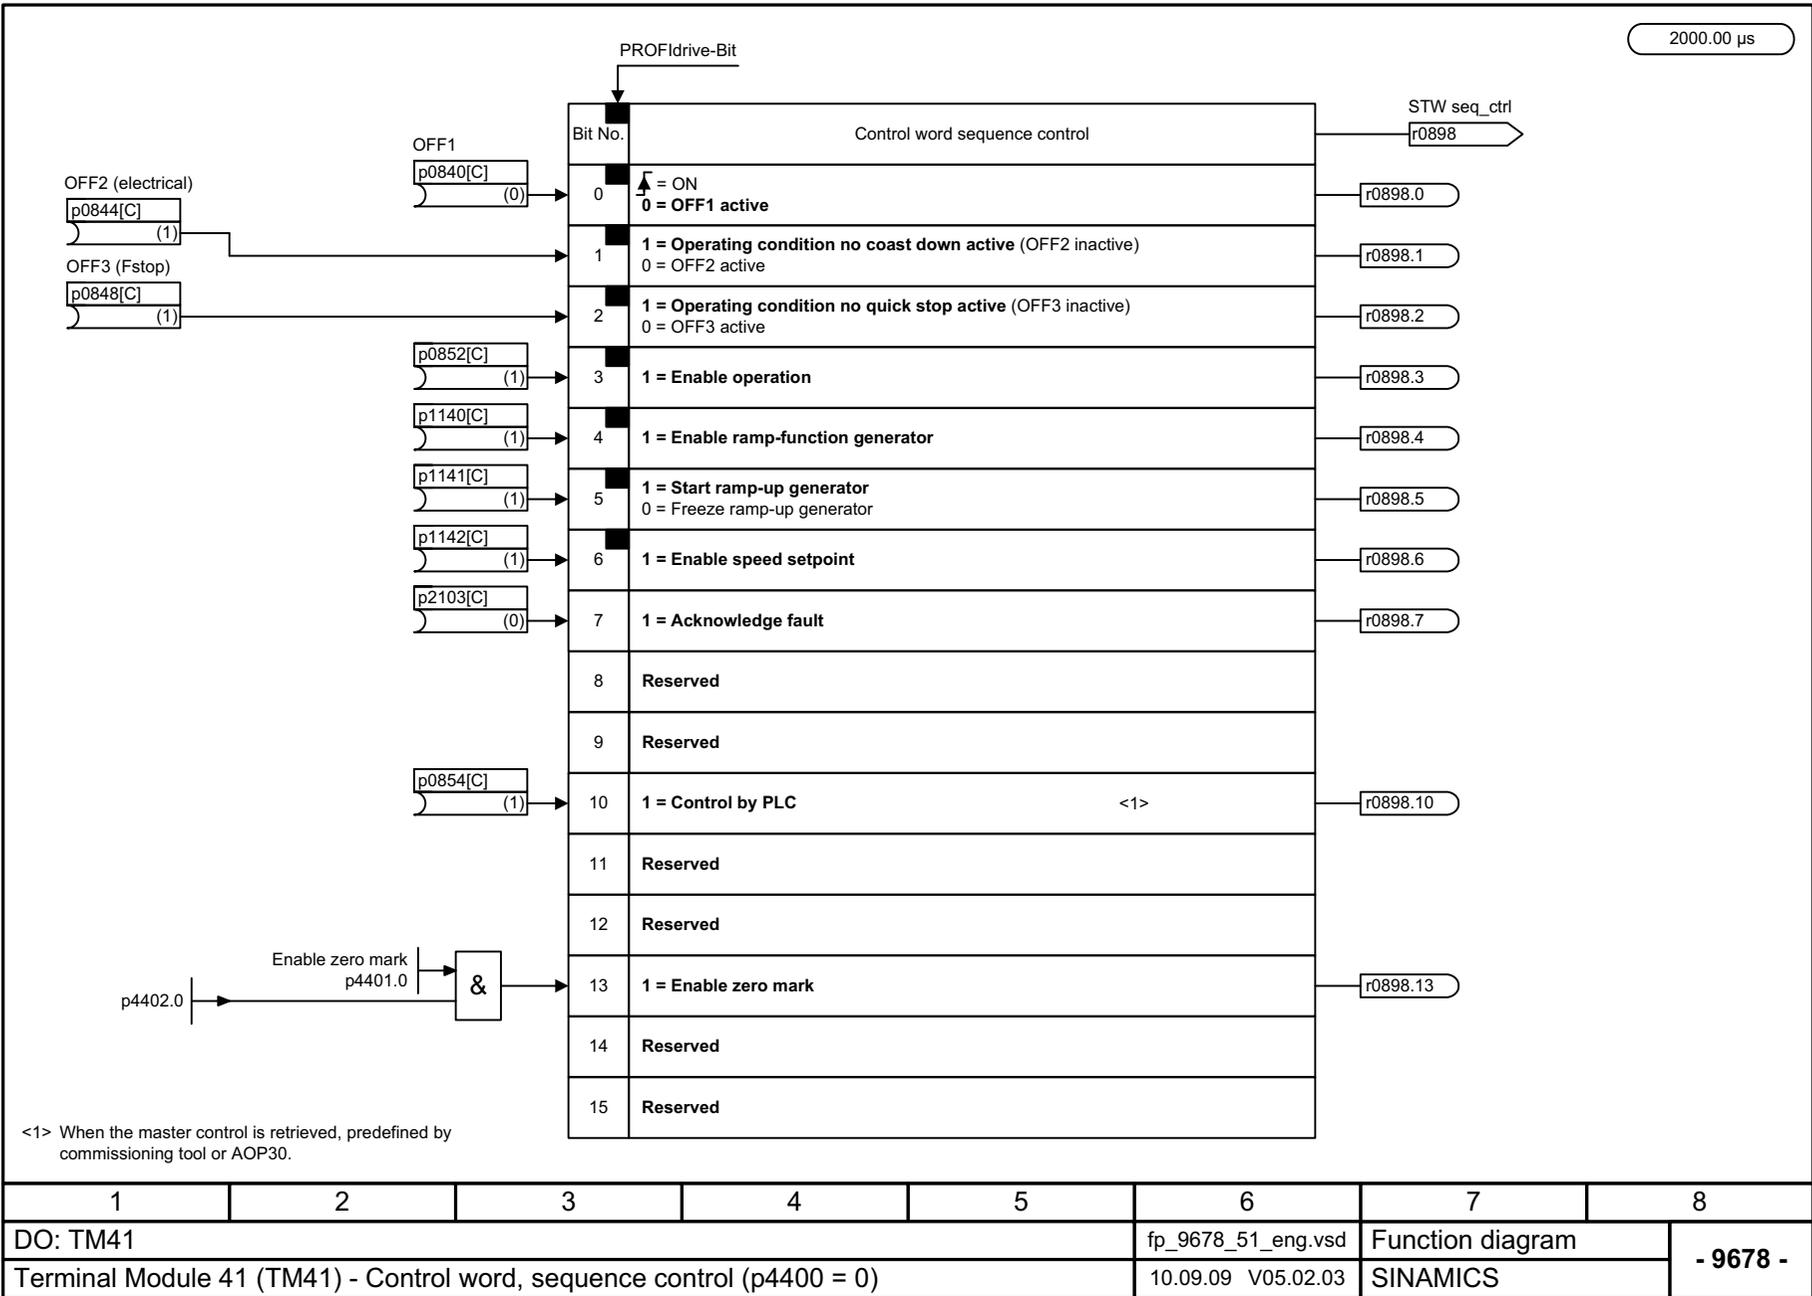 PROFIdrive-Bit
2000.00 µs
STW seq_ctrl
Bit No. Control word sequence control r0898
OFF1
p0840[C]
(0) 0 = ON r0898.0
0 = OFF1 active
OFF2 (electrical)
p0844[C]
(1)
1 1 = Operating condition no coast down active (OFF2 inactive) r0898.1
0 = OFF2 active
OFF3 (Fstop)
p0848[C]
(1) 2 1 = Operating condition no quick stop active (OFF3 inactive) r0898.2
0 = OFF3 active
p0852[C]
(1) 3 1 = Enable operation r0898.3
p1140[C]
(1) 4 1 = Enable ramp-function generator r0898.4
p1141[C]
(1) 5 1 = Start ramp-up generator r0898.5
0 = Freeze ramp-up generator
p1142[C]
(1) 6 1 = Enable speed setpoint r0898.6
p2103[C]
(0) 7 1 = Acknowledge fault r0898.7
8 Reserved
9 Reserved
p0854[C]
(1) 10 1 = Control by PLC <1> r0898.10
11 Reserved
12 Reserved
Enable zero mark
p4401.0
p4402.0
& 13 1 = Enable zero mark r0898.13
14 Reserved
15 Reserved
<1> When the master control is retrieved, predefined by
commissioning tool or AOP30.
1 2 3 4 5 6 7 8
DO: TM41 fp_9678_51_eng.vsd Function diagram
- 9678 -
Terminal Module 41 (TM41) - Control word, sequence control (p4400 = 0) 10.09.09 V05.02.03 SINAMICS